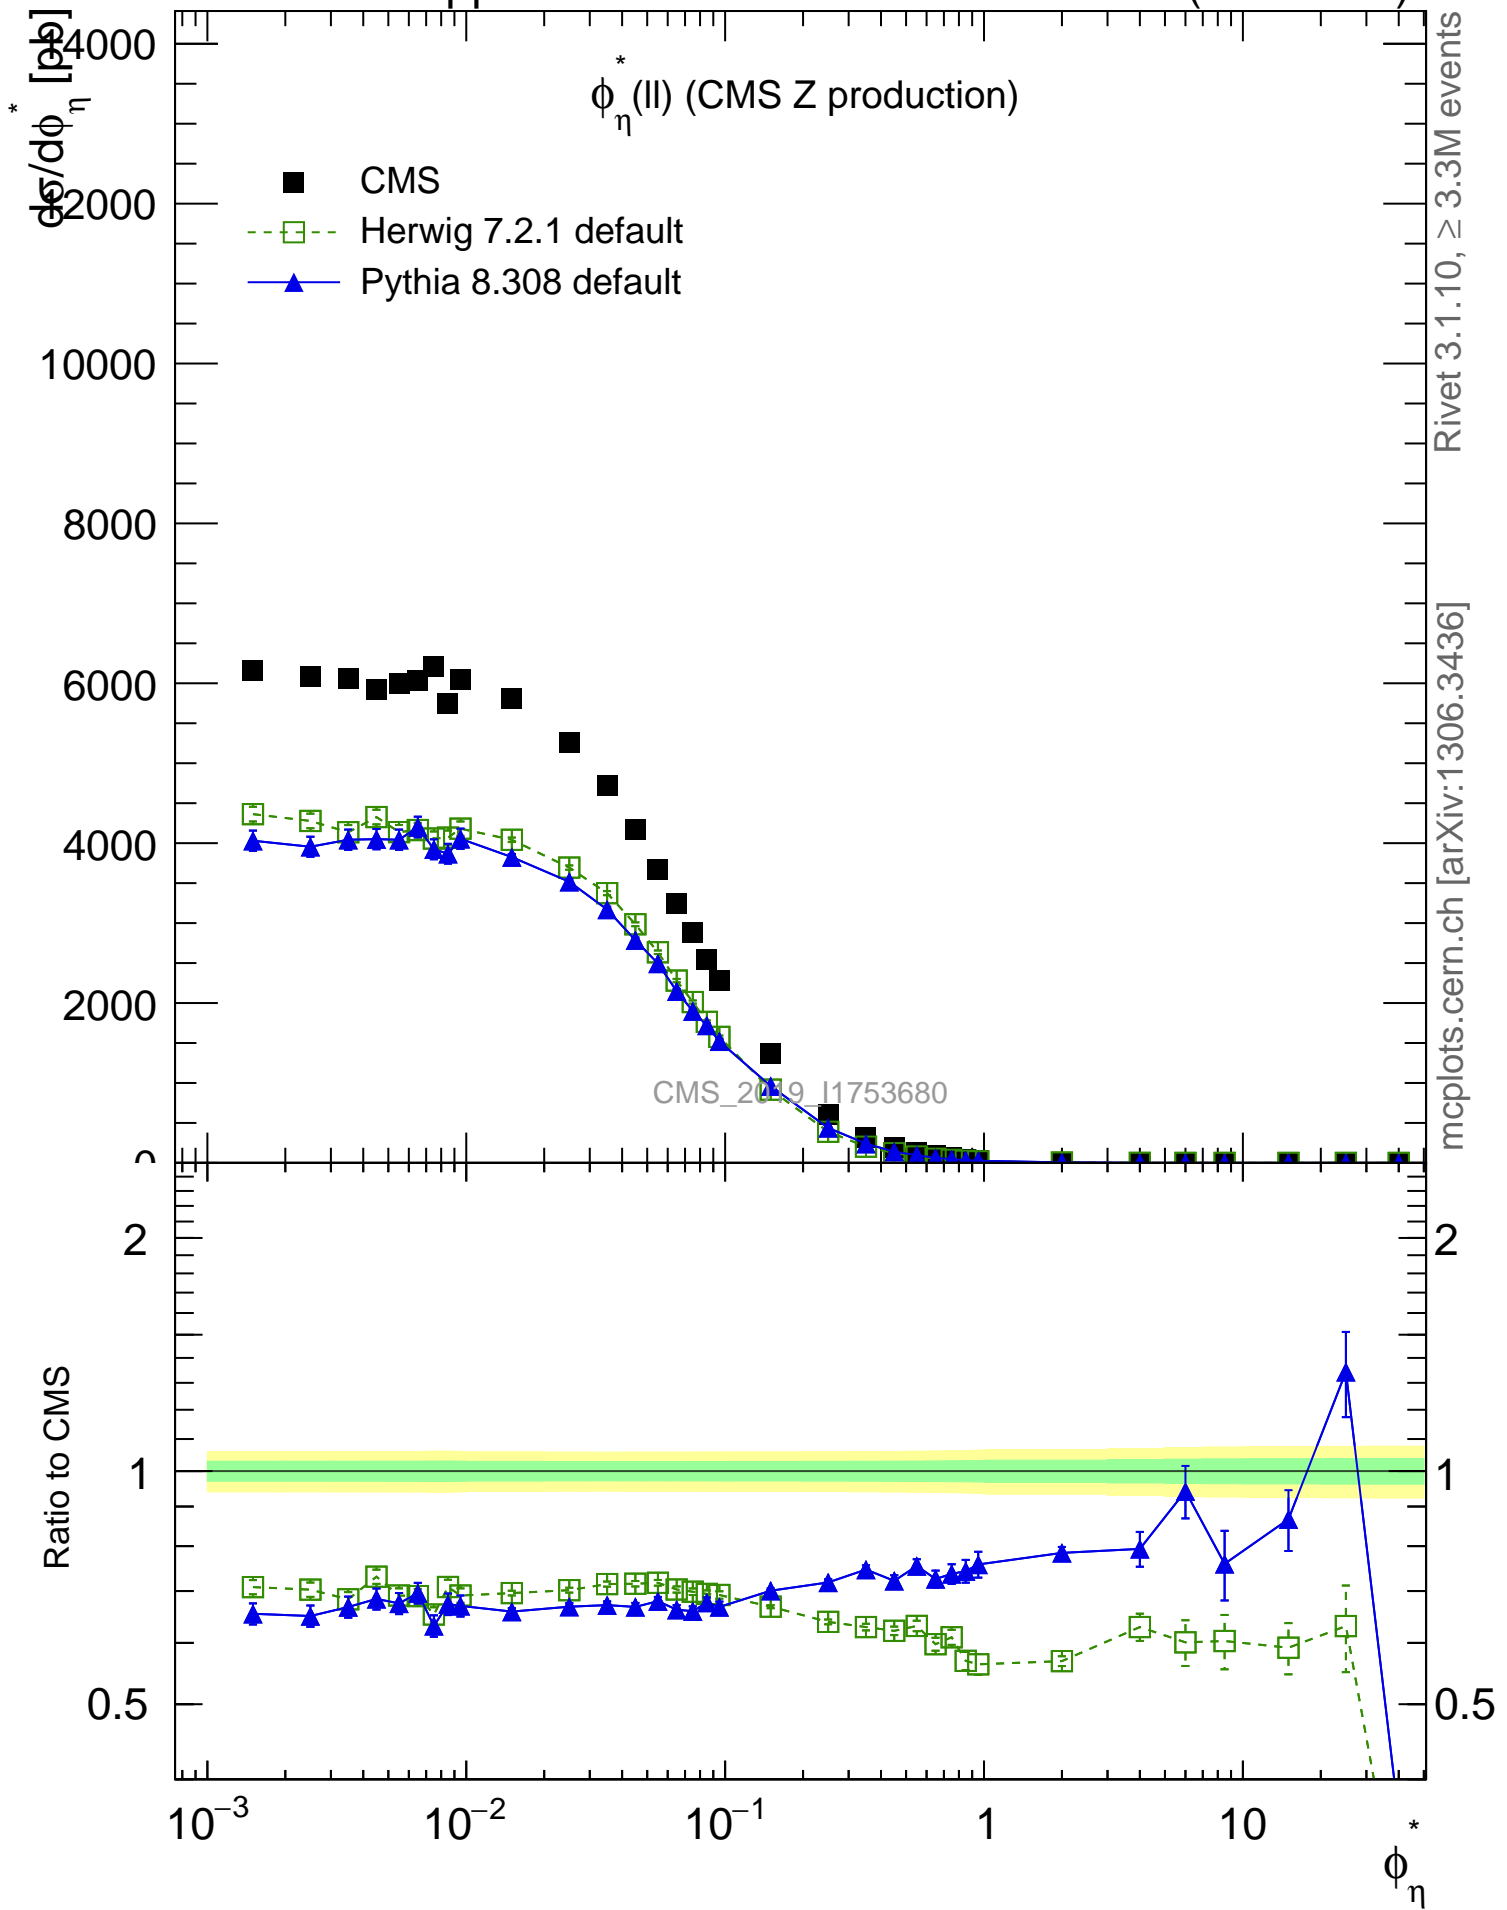 dσ/dφ*η [pb]
φ*η(ll) (CMS Z production)
CMS
Herwig 7.2.1 default
Pythia 8.308 default
14000
12000
10000
8000
6000
4000
2000
0
CMS_2019_I1753680
Rivet 3.1.10, ≥ 3.3M events
mcplots.cern.ch [arXiv:1306.3436]
Ratio to CMS
2
1
0.5
2
1
0.5
10⁻³ 10⁻² 10⁻¹ 1 10
φ*η